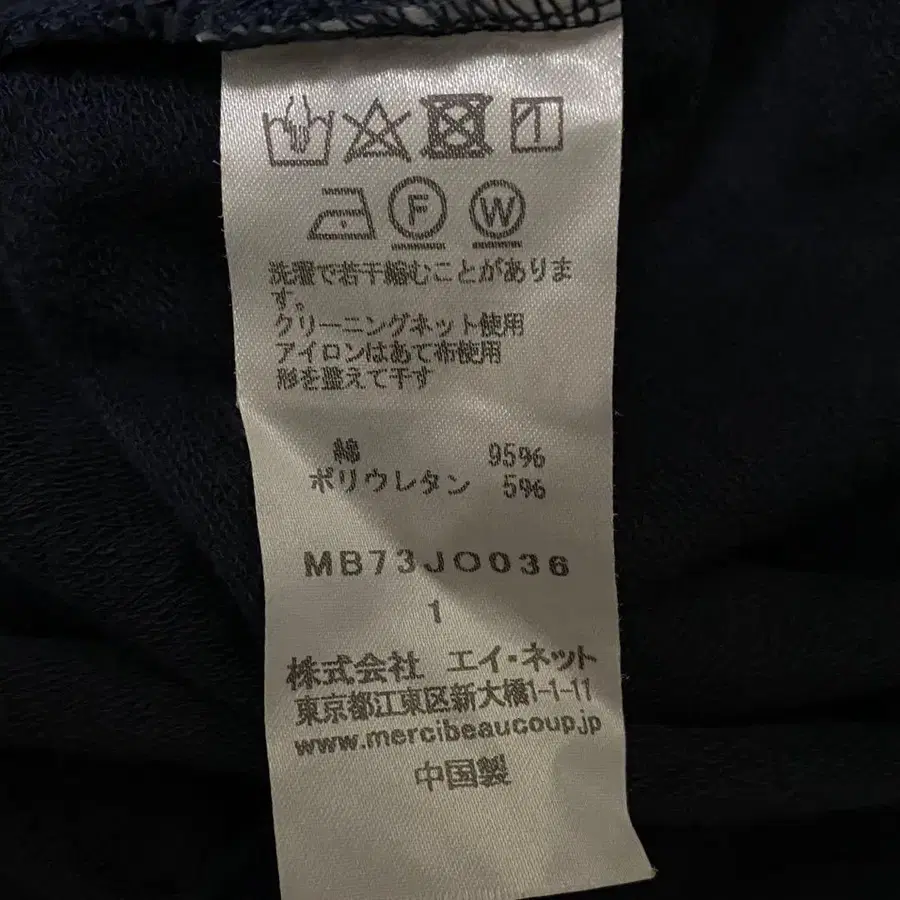 F W
洗濯で若干縮むことがありま
す。
クリーニングネット使用
アイロンはあて布使用
形を整えて干す
綿 95%
ポリウレタン 5%
MB73JO036
1
株式会社 エイ・ネット
東京都江東区新大橋1-1-11
www.mercibeaucoup.jp
中国製